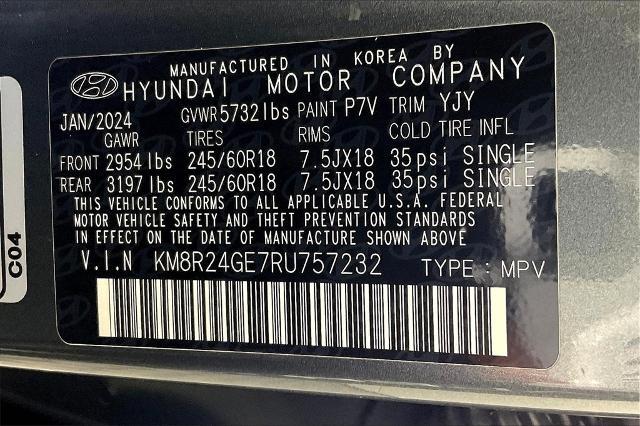 MANUFACTURED IN KOREA BY
HYUNDAI MOTOR COMPANY
JAN/2024 GVWR 5732lbs PAINT P7V TRIM YJY
GAWR TIRES RIMS COLD TIRE INFL
FRONT 2954lbs 245/60R18 7.5JX18 35psi SINGLE
REAR 3197lbs 245/60R18 7.5JX18 35psi SINGLE
THIS VEHICLE CONFORMS TO ALL APPLICABLE U.S.A. FEDERAL
MOTOR VEHICLE SAFETY AND THEFT PREVENTION STANDARDS
IN EFFECT ON THE DATE OF MANUFACTURE SHOWN ABOVE
V.I.N KM8R24GE7RU757232 TYPE : MPV
C04